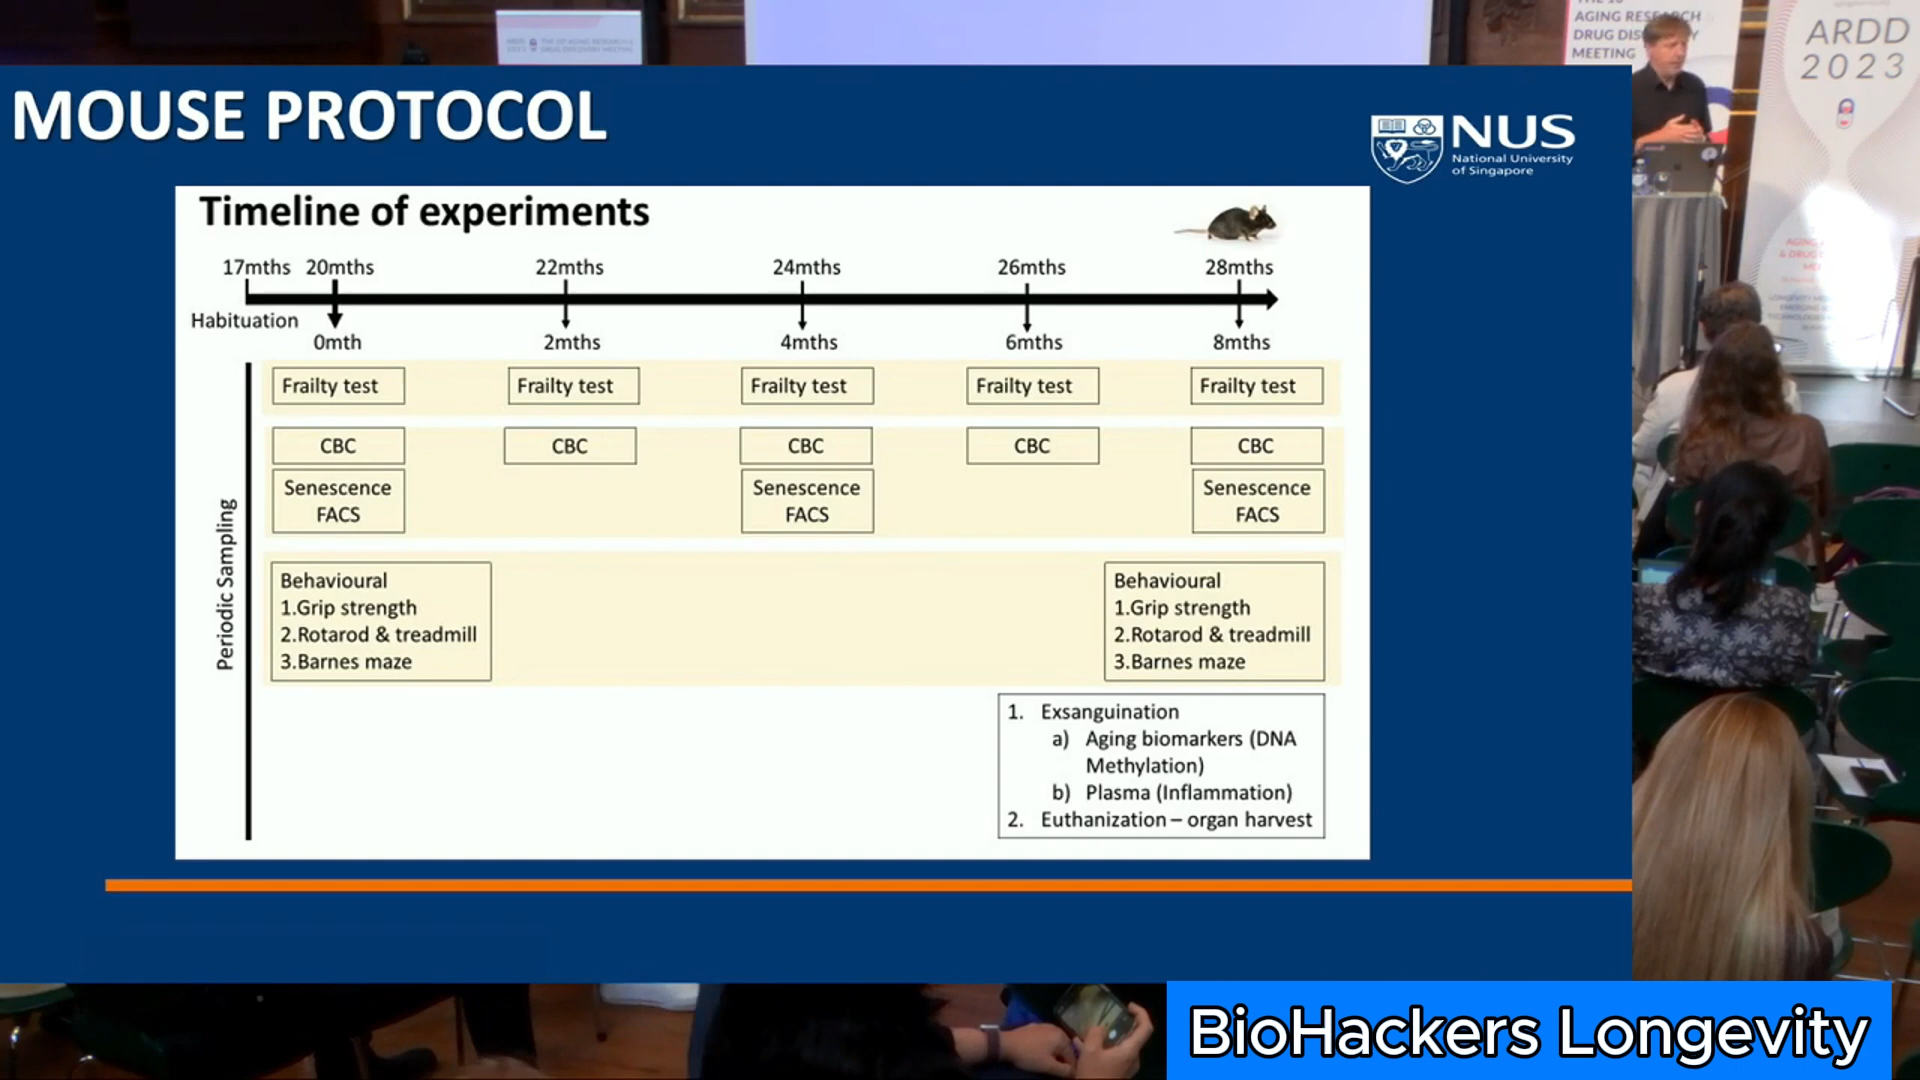 AGING RESEARCH
DRUG DIS
MEETING
ARDD
2023
MOUSE PROTOCOL
NUS
National University
of Singapore
Timeline of experiments
17mths 20mths 22mths 24mths 26mths 28mths
Habituation
0mth 2mths 4mths 6mths 8mths
Frailty test Frailty test Frailty test Frailty test Frailty test
CBC CBC CBC CBC CBC
Senescence Senescence Senescence
FACS FACS FACS
Periodic Sampling
Behavioural Behavioural
1.Grip strength 1.Grip strength
2.Rotarod & treadmill 2.Rotarod & treadmill
3.Barnes maze 3.Barnes maze
1. Exsanguination
a) Aging biomarkers (DNA
Methylation)
b) Plasma (Inflammation)
2. Euthanization – organ harvest
BioHackers Longevity